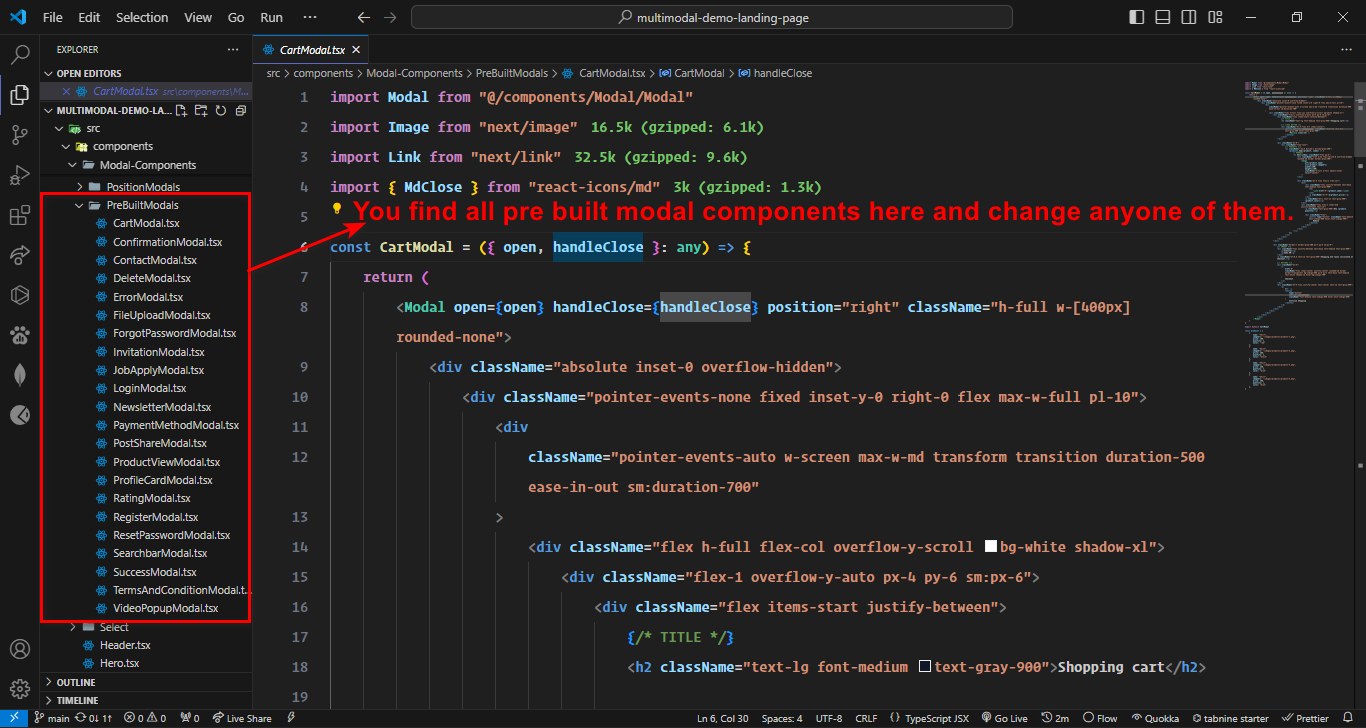 File Edit Selection View Go Run ··· multimodal-demo-landing-page
EXPLORER ···
OPEN EDITORS
CartModal.tsx src\components\M...
MULTIMODAL-DEMO-LA...
src
components
Modal-Components
PositionModals
PreBuiltModals
CartModal.tsx
ConfirmationModal.tsx
ContactModal.tsx
DeleteModal.tsx
ErrorModal.tsx
FileUploadModal.tsx
ForgotPasswordModal.tsx
InvitationModal.tsx
JobApplyModal.tsx
LoginModal.tsx
NewsletterModal.tsx
PaymentMethodModal.tsx
PostShareModal.tsx
ProductViewModal.tsx
ProfileCardModal.tsx
RatingModal.tsx
RegisterModal.tsx
ResetPasswordModal.tsx
SearchbarModal.tsx
SuccessModal.tsx
TermsAndConditionModal.t...
VideoPopupModal.tsx
Select
Header.tsx
Hero.tsx
OUTLINE
TIMELINE
CartModal.tsx
src > components > Modal-Components > PreBuiltModals > CartModal.tsx > CartModal > handleClose
1 import Modal from "@/components/Modal/Modal"
2 import Image from "next/image" 16.5k (gzipped: 6.1k)
3 import Link from "next/link" 32.5k (gzipped: 9.6k)
4 import { MdClose } from "react-icons/md" 3k (gzipped: 1.3k)
5
You find all pre built modal components here and change anyone of them.
6 const CartModal = ({ open, handleClose }: any) => {
7 return (
8 <Modal open={open} handleClose={handleClose} position="right" className="h-full w-[400px]
rounded-none">
9 <div className="absolute inset-0 overflow-hidden">
10 <div className="pointer-events-none fixed inset-y-0 right-0 flex max-w-full pl-10">
11 <div
12 className="pointer-events-auto w-screen max-w-md transform transition duration-500
ease-in-out sm:duration-700"
13 >
14 <div className="flex h-full flex-col overflow-y-scroll bg-white shadow-xl">
15 <div className="flex-1 overflow-y-auto px-4 py-6 sm:px-6">
16 <div className="flex items-start justify-between">
17 {/* TITLE */}
18 <h2 className="text-lg font-medium text-gray-900">Shopping cart</h2>
19
main 0↓ 1↑ 0 0 0 Live Share Ln 6, Col 30 Spaces: 4 UTF-8 CRLF {} TypeScript JSX Go Live 2m Flow Quokka tabnine starter Prettier